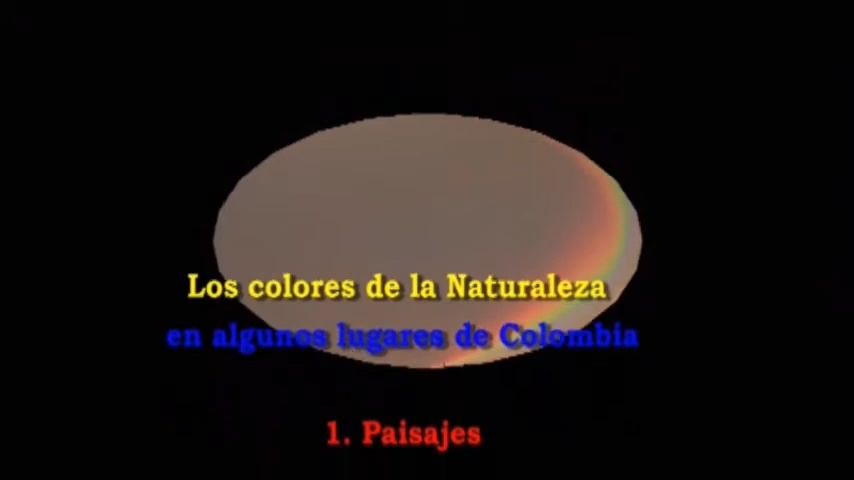 Los colores de la Naturaleza
en algunos lugares de Colombia
1. Paisajes